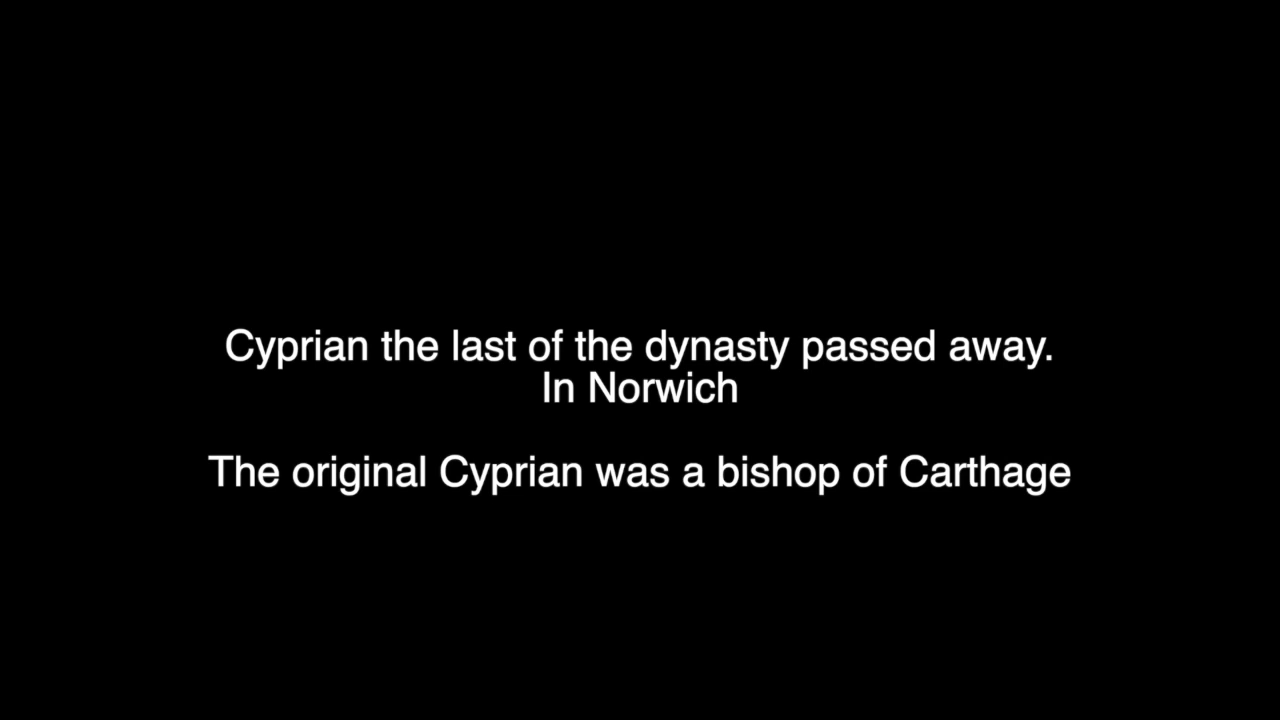 Cyprian the last of the dynasty passed away.
In Norwich
The original Cyprian was a bishop of Carthage